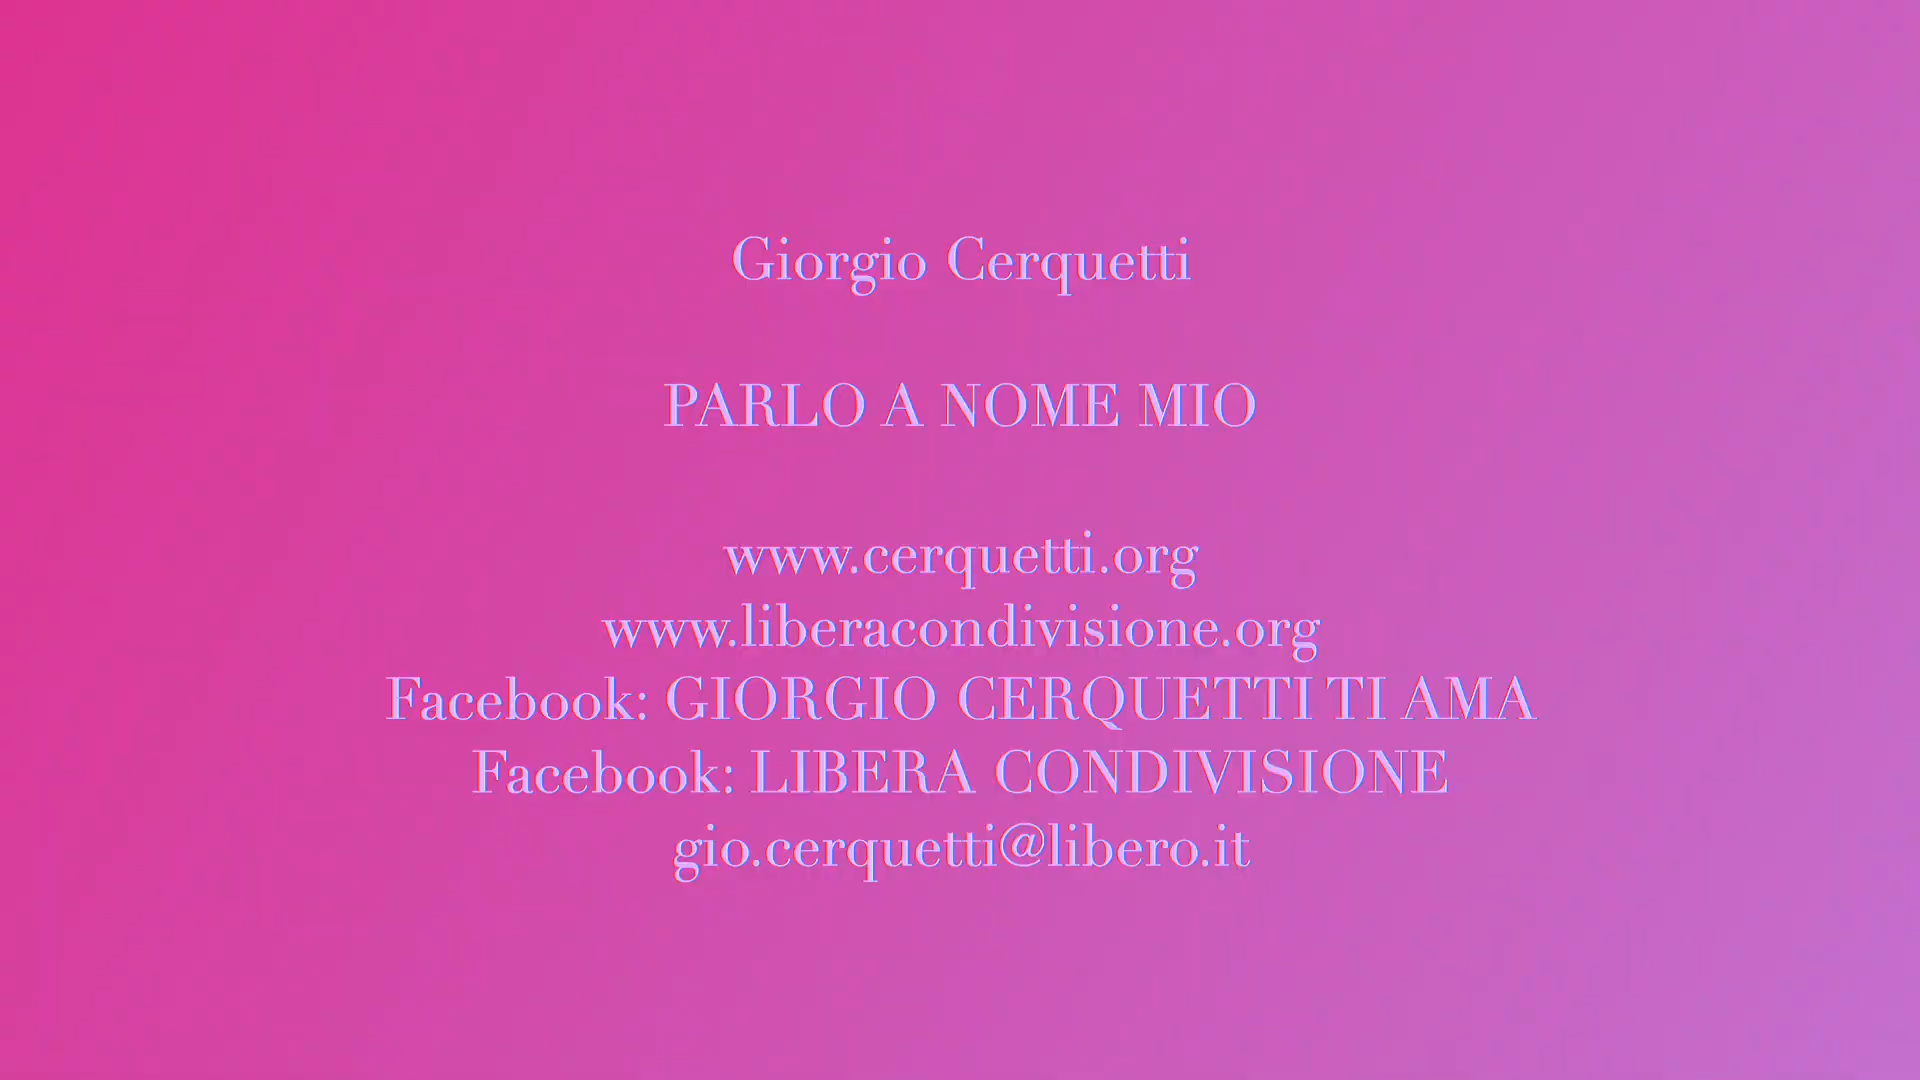 Giorgio Cerquetti
PARLO A NOME MIO
www.cerquetti.org
www.liberacondivisione.org
Facebook: GIORGIO CERQUETTI TI AMA
Facebook: LIBERA CONDIVISIONE
gio.cerquetti@libero.it